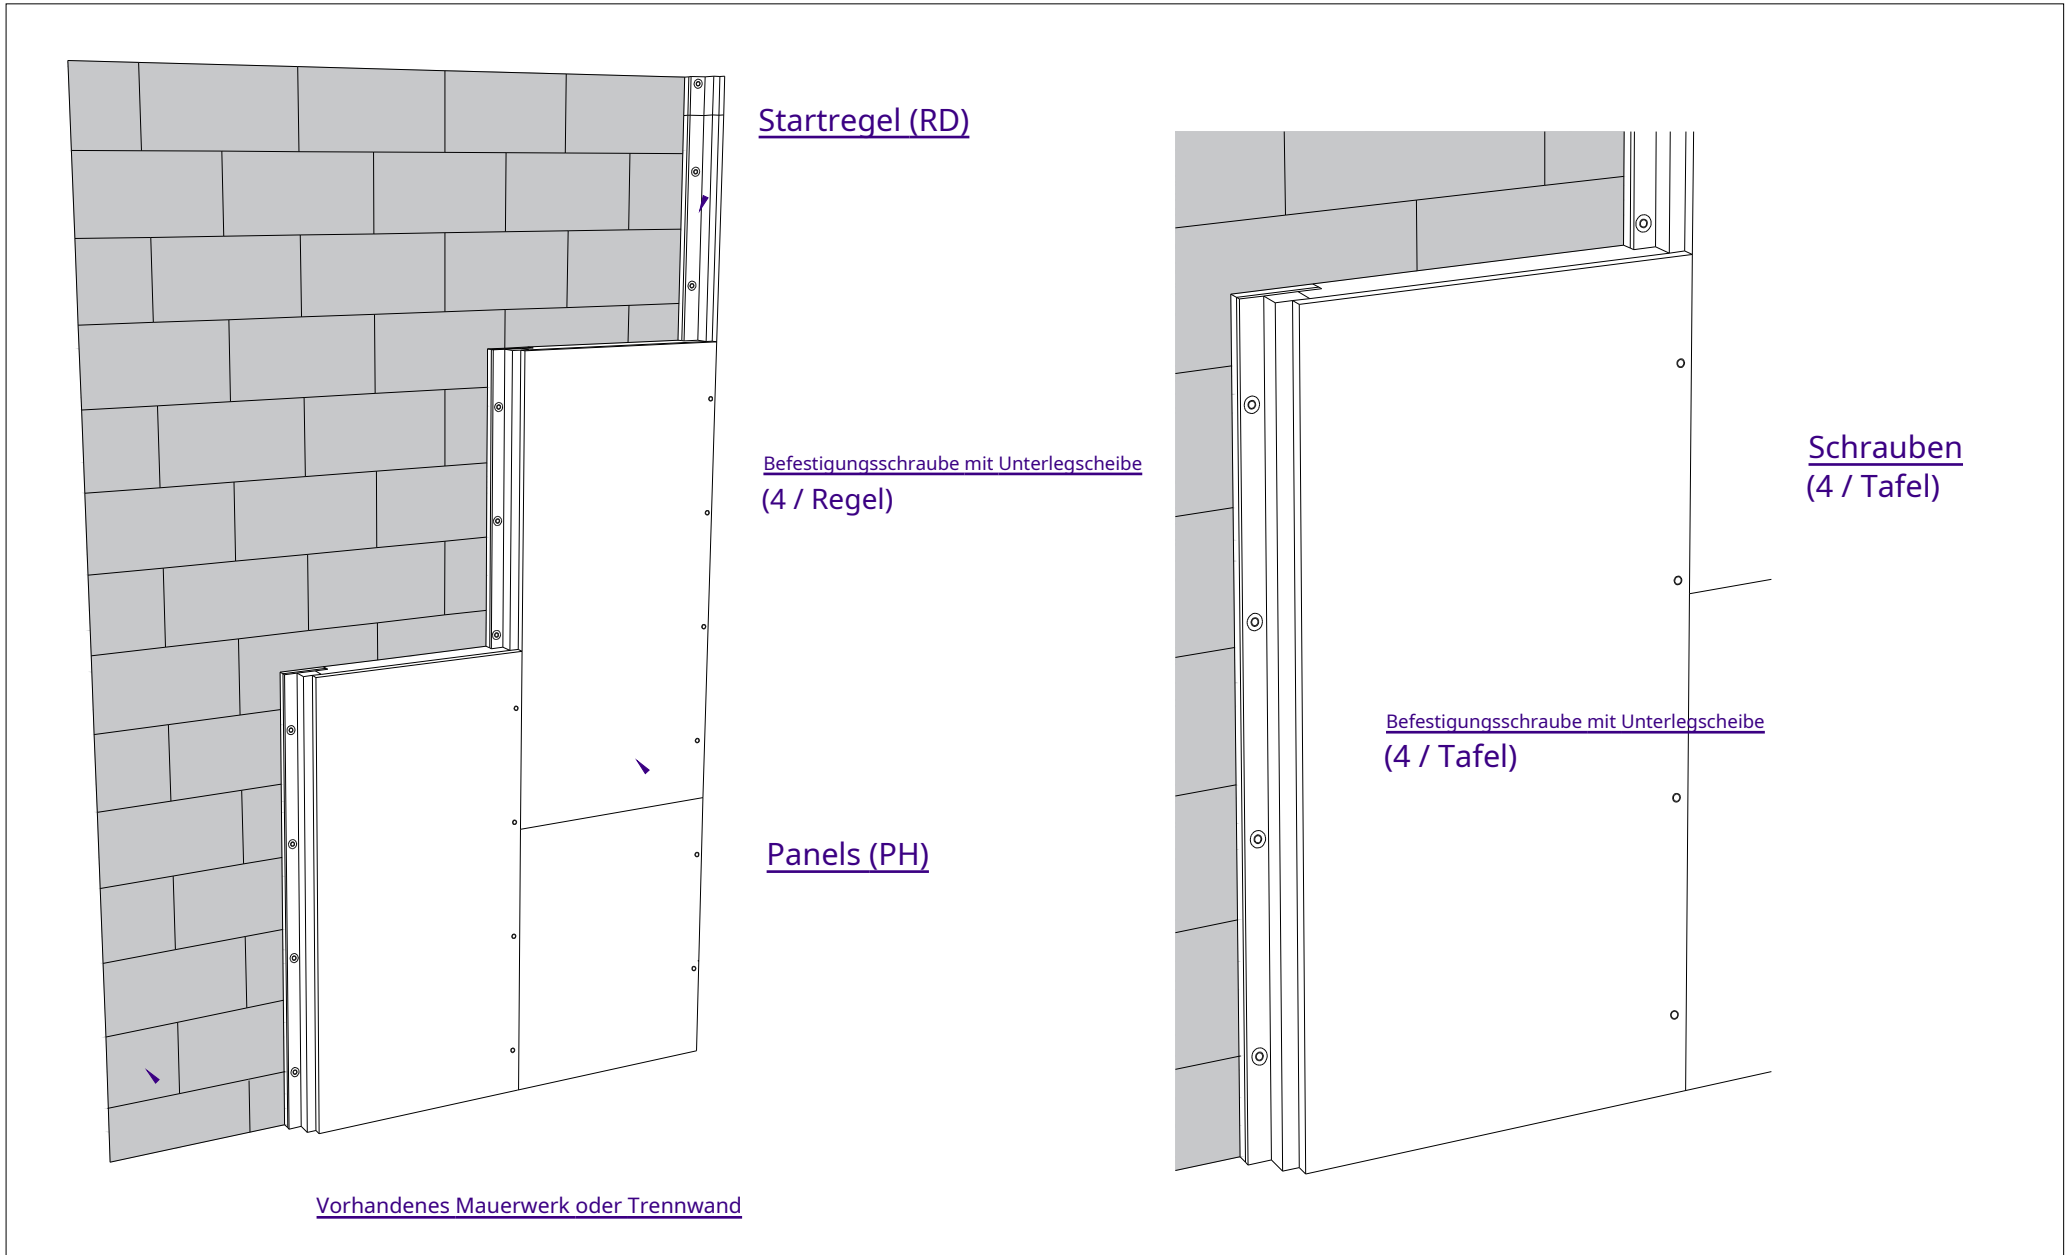 Startregel (RD)
Befestigungsschraube mit Unterlegscheibe
(4 / Regel)
Panels (PH)
Vorhandenes Mauerwerk oder Trennwand
Schrauben
(4 / Tafel)
Befestigungsschraube mit Unterlegscheibe
(4 / Tafel)